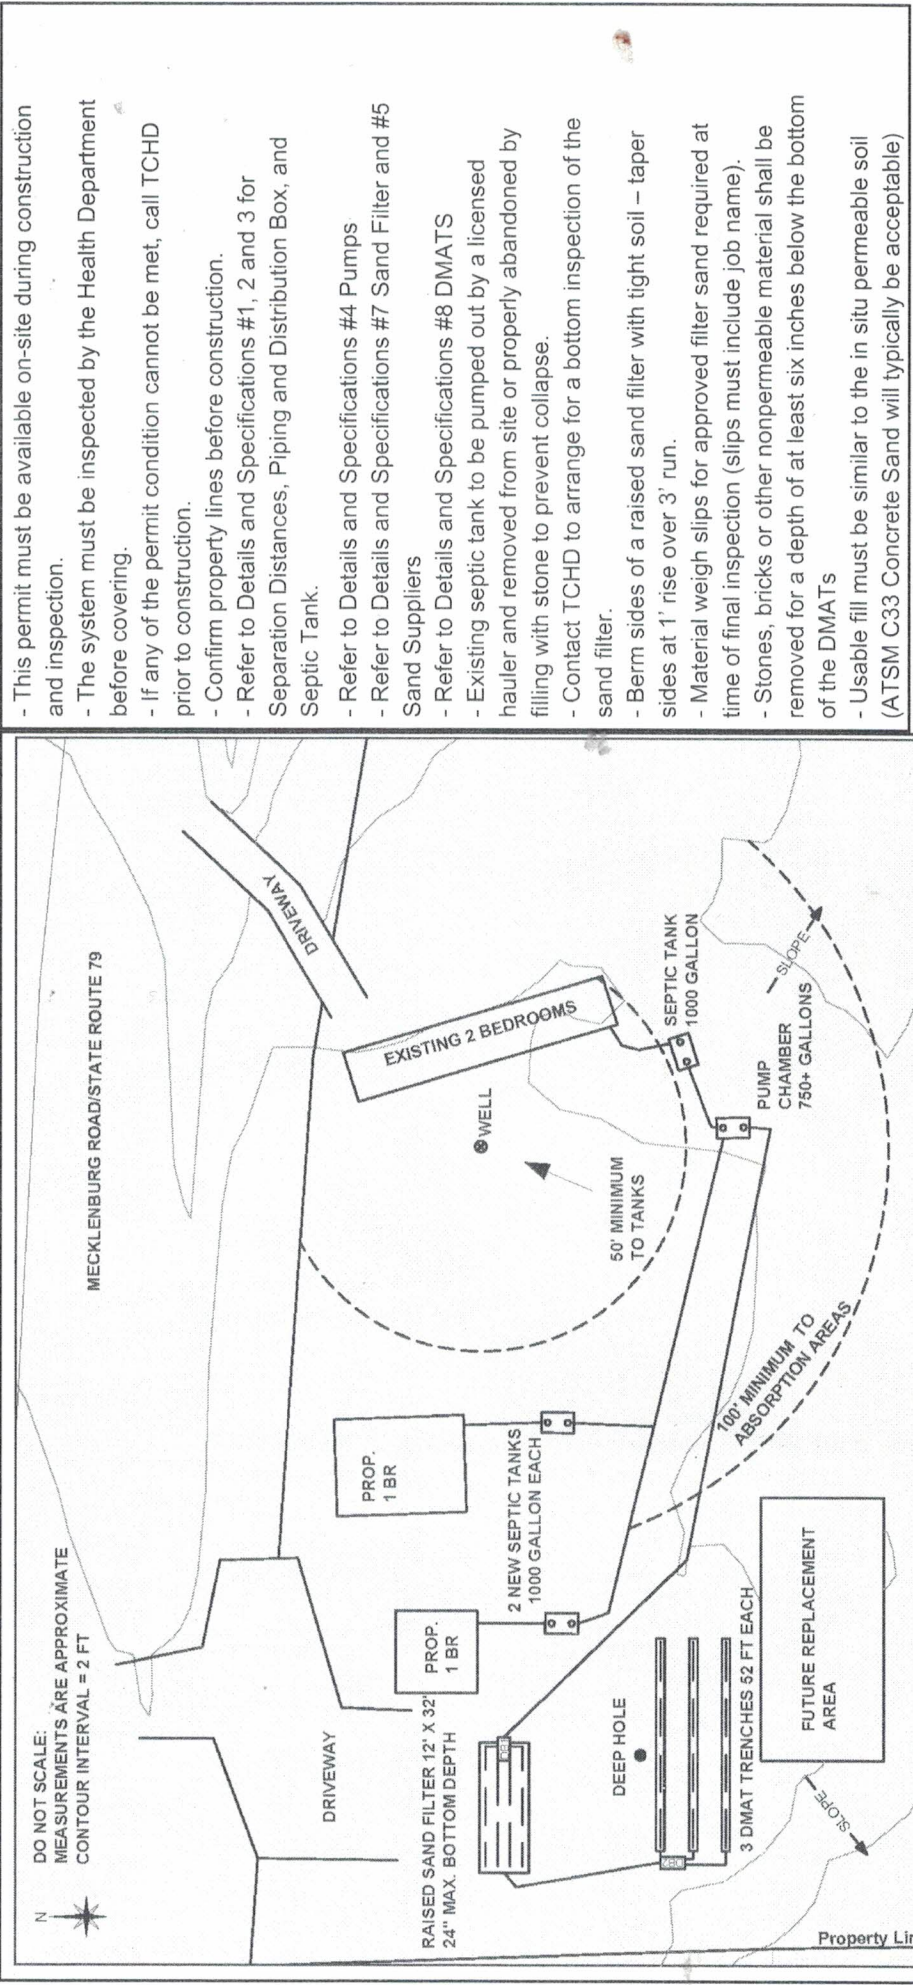 DO NOT SCALE:
MEASUREMENTS ARE APPROXIMATE
CONTOUR INTERVAL = 2 FT
N
MECKLENBURG ROAD/STATE ROUTE 79
DRIVEWAY
DRIVEWAY
EXISTING 2 BEDROOMS
WELL
50' MINIMUM
TO TANKS
SEPTIC TANK
1000 GALLON
PUMP
CHAMBER
750+ GALLONS
SLOPE
100' MINIMUM TO
ABSORPTION AREAS
PROP.
1 BR
PROP.
1 BR
2 NEW SEPTIC TANKS
1000 GALLON EACH
RAISED SAND FILTER 12' X 32'
24" MAX. BOTTOM DEPTH
DB1
DEEP HOLE
DB2
3 DMAT TRENCHES 52 FT EACH
FUTURE REPLACEMENT
AREA
SLOPE
Property Lin
- This permit must be available on-site during construction
and inspection.
- The system must be inspected by the Health Department
before covering.
- If any of the permit condition cannot be met, call TCHD
prior to construction.
- Confirm property lines before construction.
- Refer to Details and Specifications #1, 2 and 3 for
Separation Distances, Piping and Distribution Box, and
Septic Tank.
- Refer to Details and Specifications #4 Pumps
- Refer to Details and Specifications #7 Sand Filter and #5
Sand Suppliers
- Refer to Details and Specifications #8 DMATS
- Existing septic tank to be pumped out by a licensed
hauler and removed from site or properly abandoned by
filling with stone to prevent collapse.
- Contact TCHD to arrange for a bottom inspection of the
sand filter.
- Berm sides of a raised sand filter with tight soil – taper
sides at 1' rise over 3' run.
- Material weigh slips for approved filter sand required at
time of final inspection (slips must include job name).
- Stones, bricks or other nonpermeable material shall be
removed for a depth of at least six inches below the bottom
of the DMATs
- Usable fill must be similar to the in situ permeable soil
(ATSM C33 Concrete Sand will typically be acceptable)